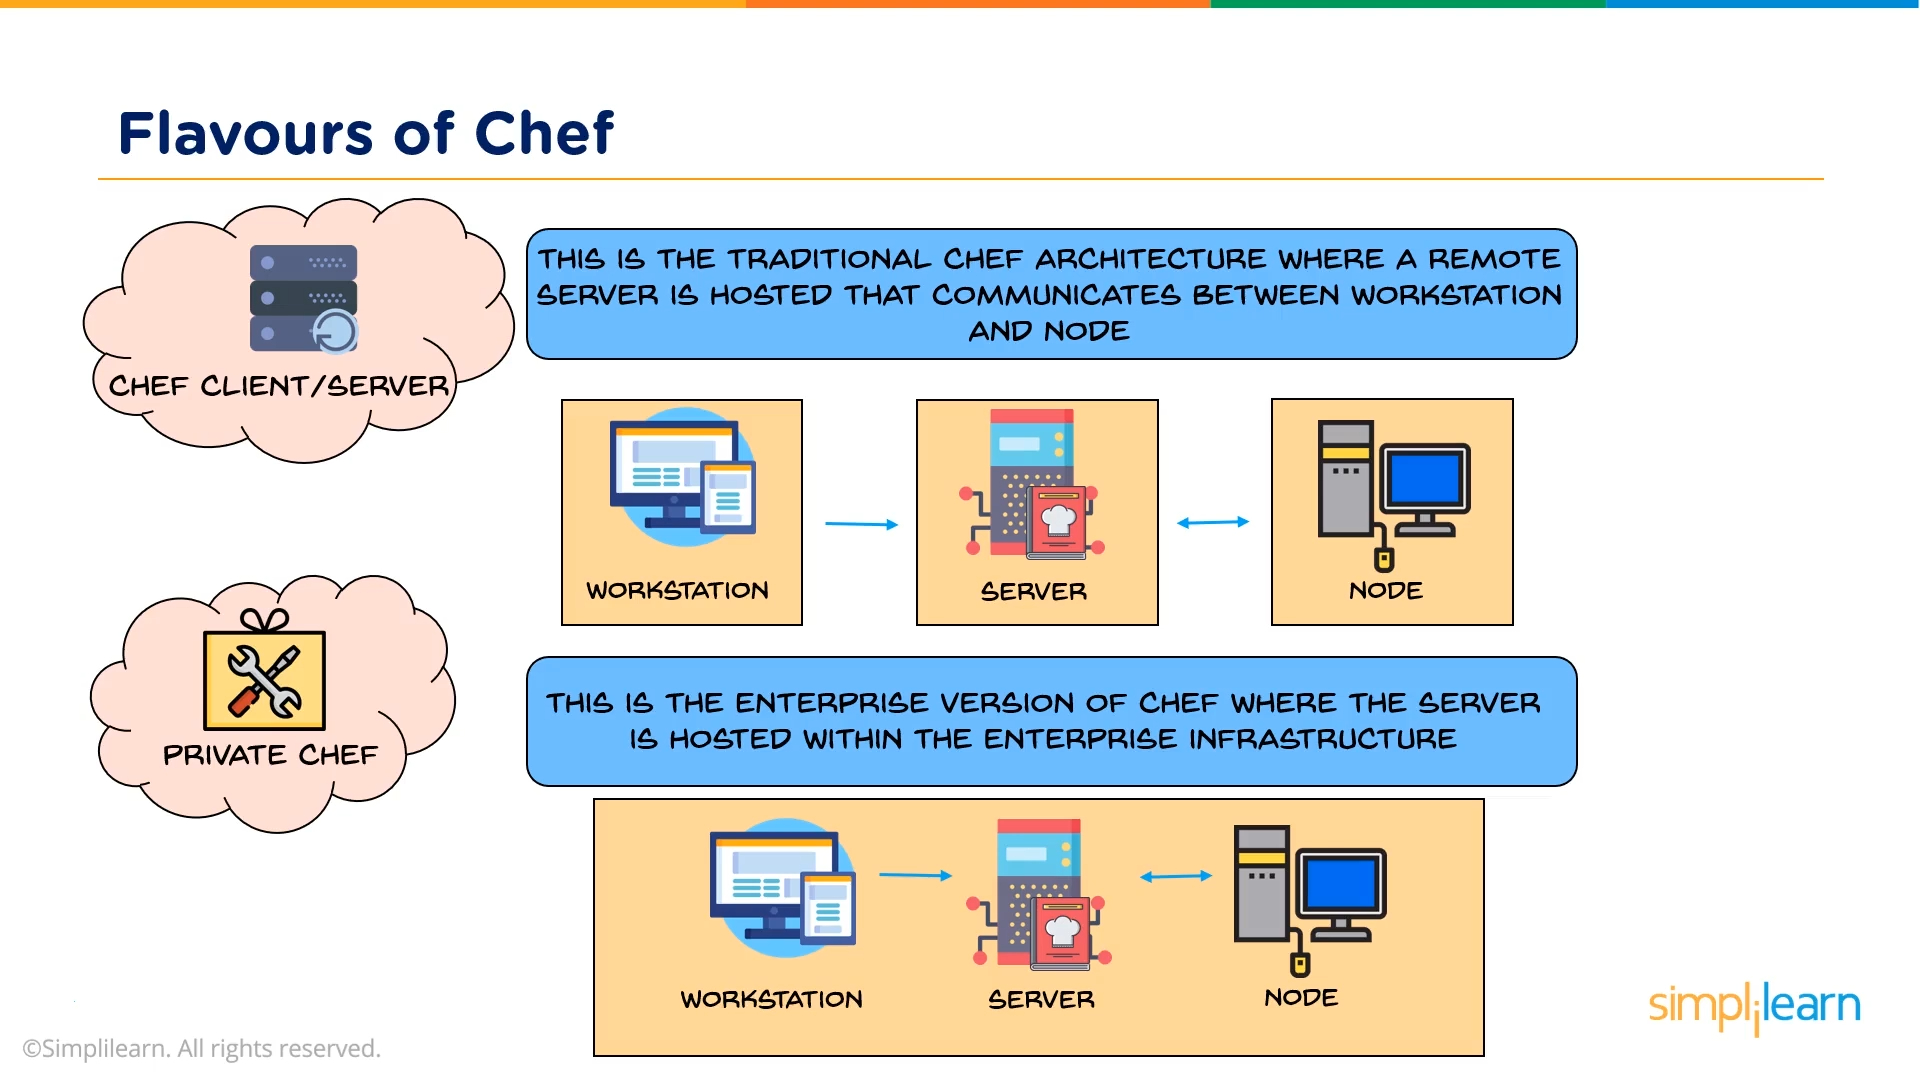 Flavours of Chef
CHEF CLIENT/SERVER
THIS IS THE TRADITIONAL CHEF ARCHITECTURE WHERE A REMOTE
SERVER IS HOSTED THAT COMMUNICATES BETWEEN WORKSTATION
AND NODE
WORKSTATION
SERVER
NODE
PRIVATE CHEF
THIS IS THE ENTERPRISE VERSION OF CHEF WHERE THE SERVER
IS HOSTED WITHIN THE ENTERPRISE INFRASTRUCTURE
WORKSTATION
SERVER
NODE
simplilearn
©Simplilearn. All rights reserved.